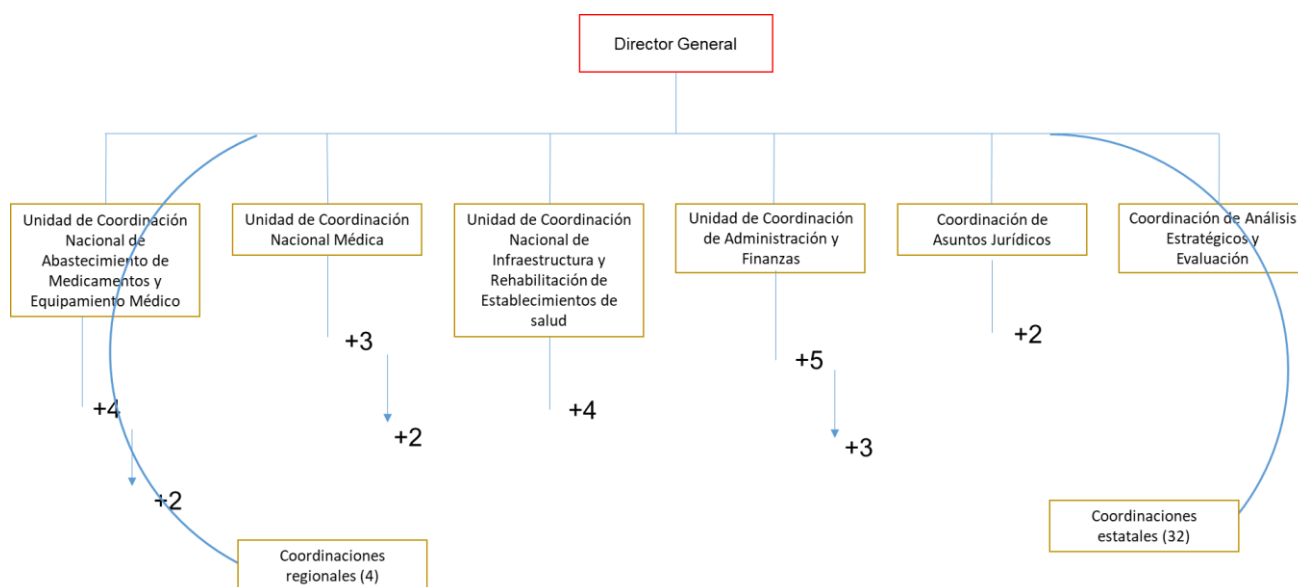 Director General
Unidad de Coordinación
Nacional de
Abastecimiento de
Medicamentos y
Equipamiento Médico
Unidad de Coordinación
Nacional Médica
Unidad de Coordinación
Nacional de
Infraestructura y
Rehabilitación de
Establecimientos de
salud
Unidad de Coordinación
de Administración y
Finanzas
Coordinación de
Asuntos Jurídicos
Coordinación de Análisis
Estratégicos y
Evaluación
+4
+2
+3
+2
+4
+5
+3
+2
Coordinaciones
regionales (4)
Coordinaciones
estatales (32)